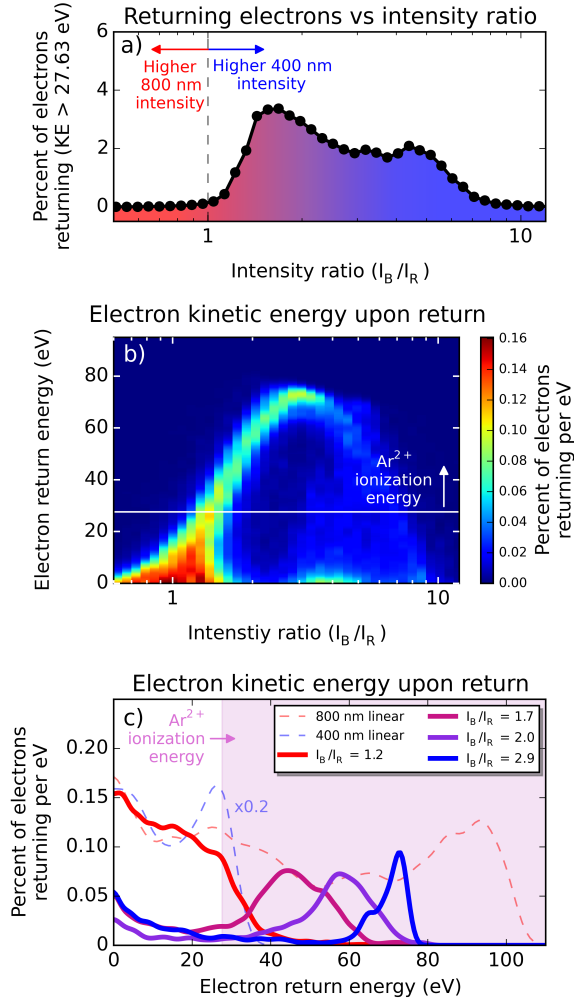 Returning electrons vs intensity ratio
a)
Higher
800 nm
intensity
Higher 400 nm
intensity
Percent of electrons
returning (KE > 27.63 eV)
6
4
2
0
1
10
Intensity ratio (I_B/I_R)
Electron kinetic energy upon return
b)
Electron return energy (eV)
80
60
40
20
0
Ar²⁺
ionization
energy
1
10
Intenstiy ratio (I_B/I_R)
0.16
0.14
0.12
0.10
0.08
0.06
0.04
0.02
0.00
Percent of electrons
returning per eV
Electron kinetic energy upon return
c)
Ar²⁺
ionization
energy
800 nm linear
400 nm linear
I_B/I_R = 1.2
I_B/I_R = 1.7
I_B/I_R = 2.0
I_B/I_R = 2.9
x0.2
Percent of electrons
returning per eV
0.20
0.15
0.10
0.05
0
0
20
40
60
80
100
Electron return energy (eV)